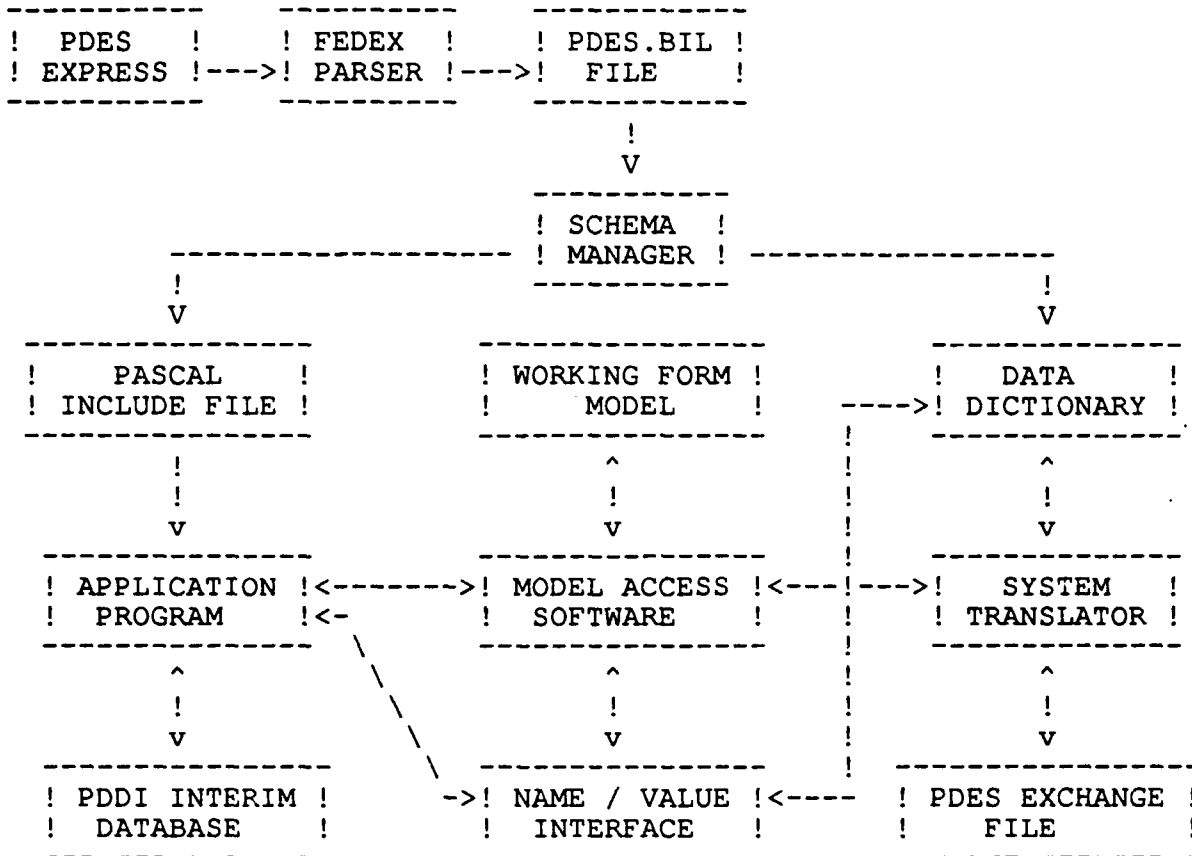 PDES
EXPRESS
FEDEX
PARSER
PDES.BIL
FILE
SCHEMA
MANAGER
PASCAL
INCLUDE FILE
WORKING FORM
MODEL
DATA
DICTIONARY
APPLICATION
PROGRAM
MODEL ACCESS
SOFTWARE
SYSTEM
TRANSLATOR
PDDI INTERIM
DATABASE
NAME / VALUE
INTERFACE
PDES EXCHANGE
FILE